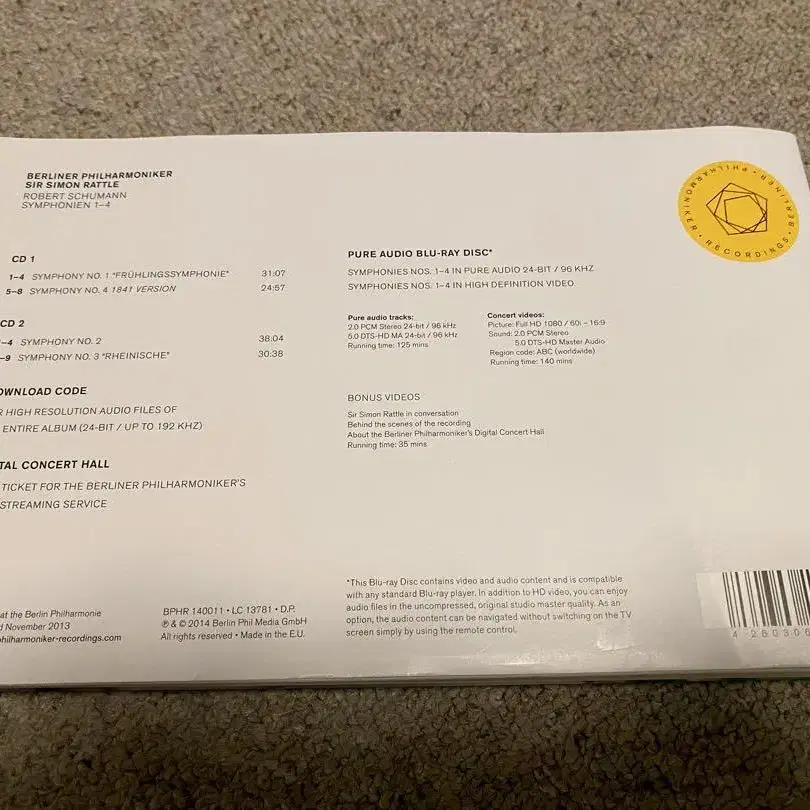 BERLINER PHILHARMONIKER
SIR SIMON RATTLE
ROBERT SCHUMANN
SYMPHONIEN 1–4
CD 1
1–4 SYMPHONY NO. 1 "FRÜHLINGSSYMPHONIE" 31:07
5–8 SYMPHONY NO. 4 1841 VERSION 24:57
CD 2
–4 SYMPHONY NO. 2 38:04
–9 SYMPHONY NO. 3 "RHEINISCHE" 30:38
OWNLOAD CODE
R HIGH RESOLUTION AUDIO FILES OF
ENTIRE ALBUM (24-BIT / UP TO 192 KHZ)
TAL CONCERT HALL
TICKET FOR THE BERLINER PHILHARMONIKER'S
STREAMING SERVICE
PURE AUDIO BLU-RAY DISC*
SYMPHONIES NOS. 1–4 IN PURE AUDIO 24-BIT / 96 KHZ
SYMPHONIES NOS. 1–4 IN HIGH DEFINITION VIDEO
Pure audio tracks:
2.0 PCM Stereo 24-bit / 96 kHz
5.0 DTS-HD MA 24-bit / 96 kHz
Running time: 125 mins
Concert videos:
Picture: Full HD 1080 / 60i – 16:9
Sound: 2.0 PCM Stereo
5.0 DTS-HD Master Audio
Region code: ABC (worldwide)
Running time: 140 mins
BONUS VIDEOS
Sir Simon Rattle in conversation
Behind the scenes of the recording
About the Berliner Philharmoniker's Digital Concert Hall
Running time: 35 mins
BERLINER PHILHARMONIKER • RECORDINGS •
at the Berlin Philharmonie
d November 2013
philharmoniker-recordings.com
BPHR 140011 • LC 13781 • D.P.
℗ & © 2014 Berlin Phil Media GmbH
All rights reserved • Made in the E.U.
*This Blu-ray Disc contains video and audio content and is compatible
with any standard Blu-ray player. In addition to HD video, you can enjoy
audio files in the uncompressed, original studio master quality. As an
option, the audio content can be navigated without switching on the TV
screen simply by using the remote control.
4 260306